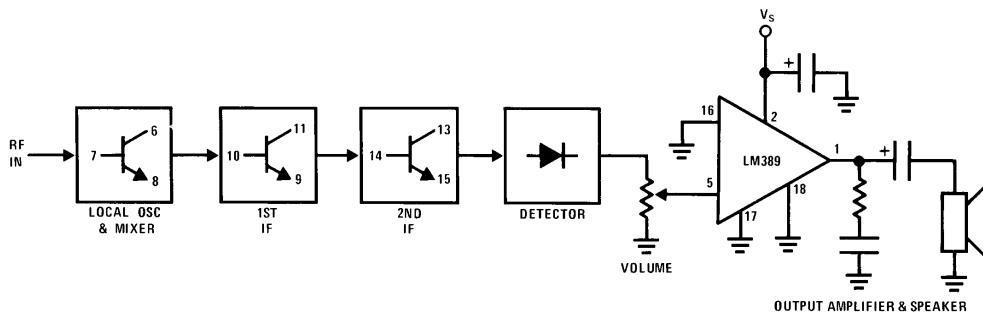 V_S
RF
IN
7
6
8
LOCAL OSC
& MIXER
10
11
9
1ST
IF
14
13
15
2ND
IF
DETECTOR
VOLUME
16
5
2
LM389
1
17
18
+
+
OUTPUT AMPLIFIER & SPEAKER